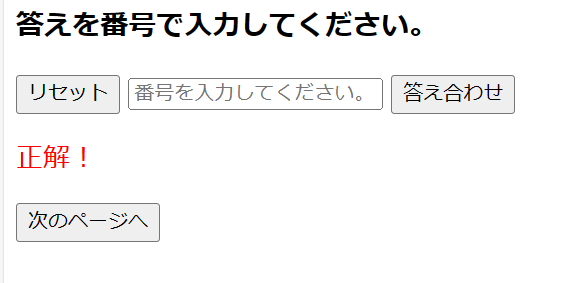 答えを番号で入力してください。
リセット 番号を入力してください。 答え合わせ
正解！
次のページへ